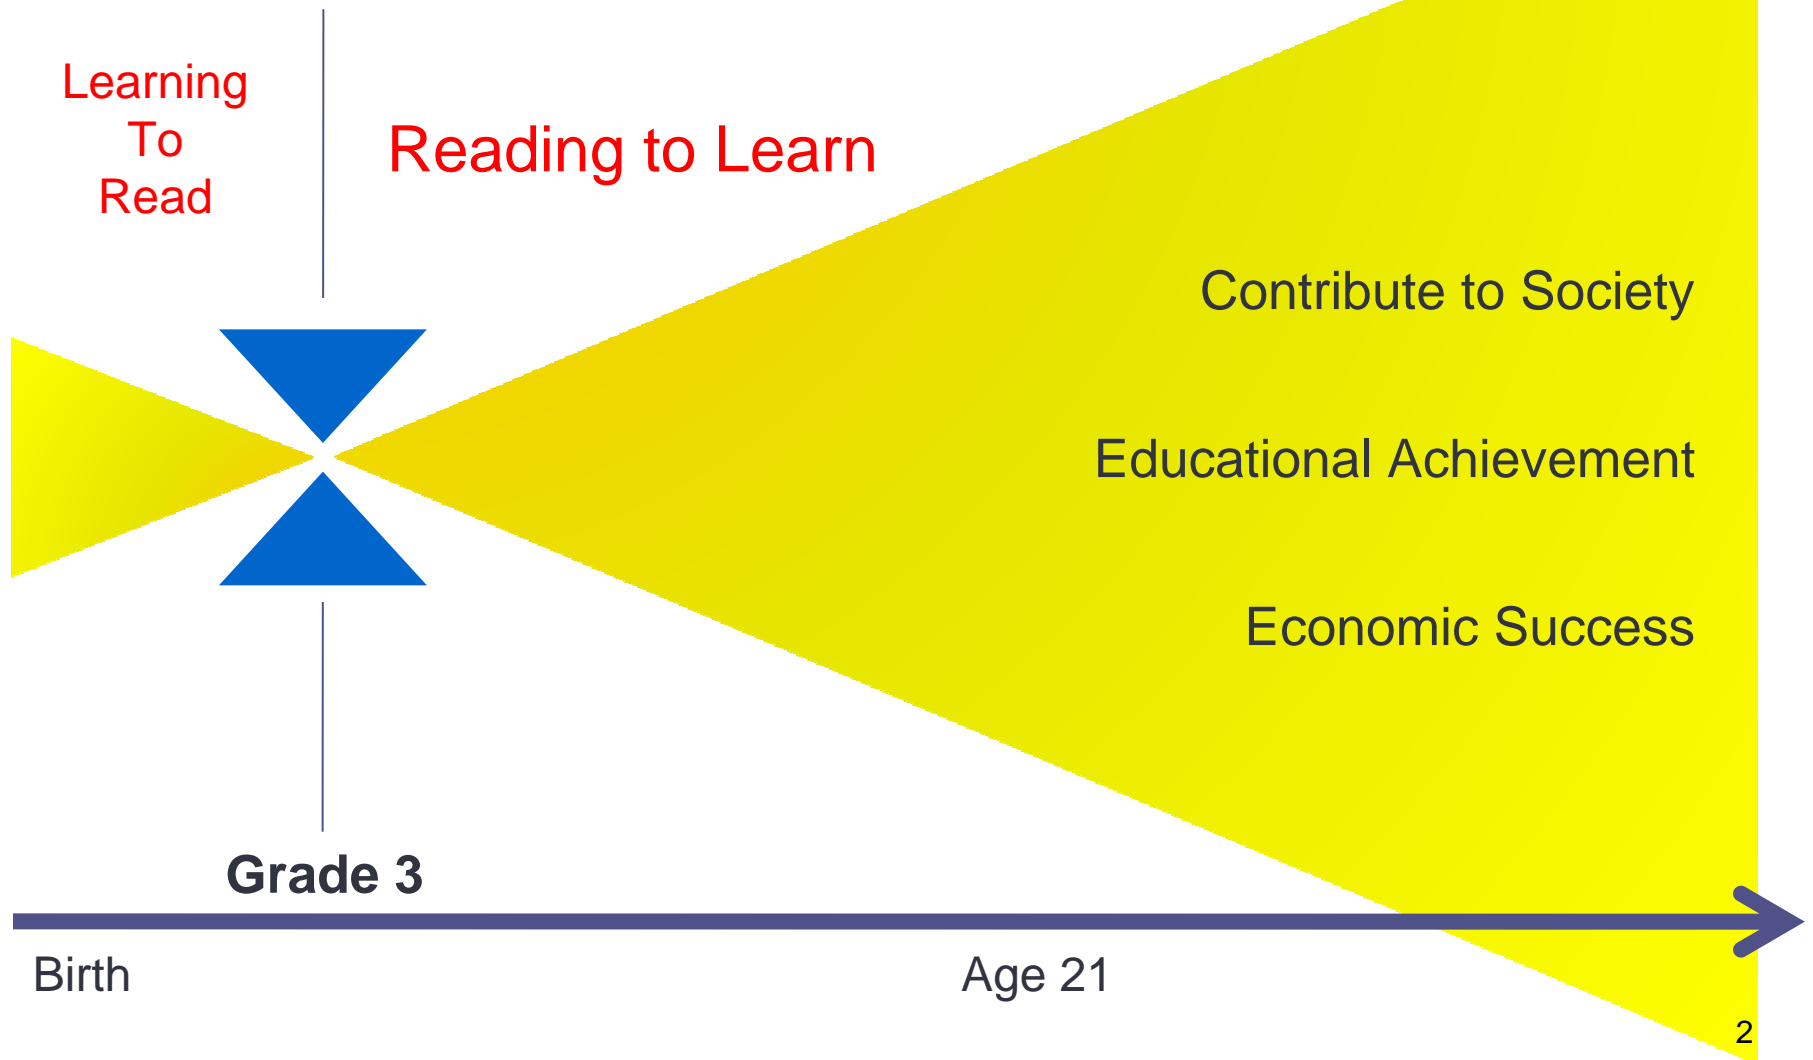 Learning
To
Read
Reading to Learn
Contribute to Society
Educational Achievement
Economic Success
Grade 3
Birth
Age 21
2